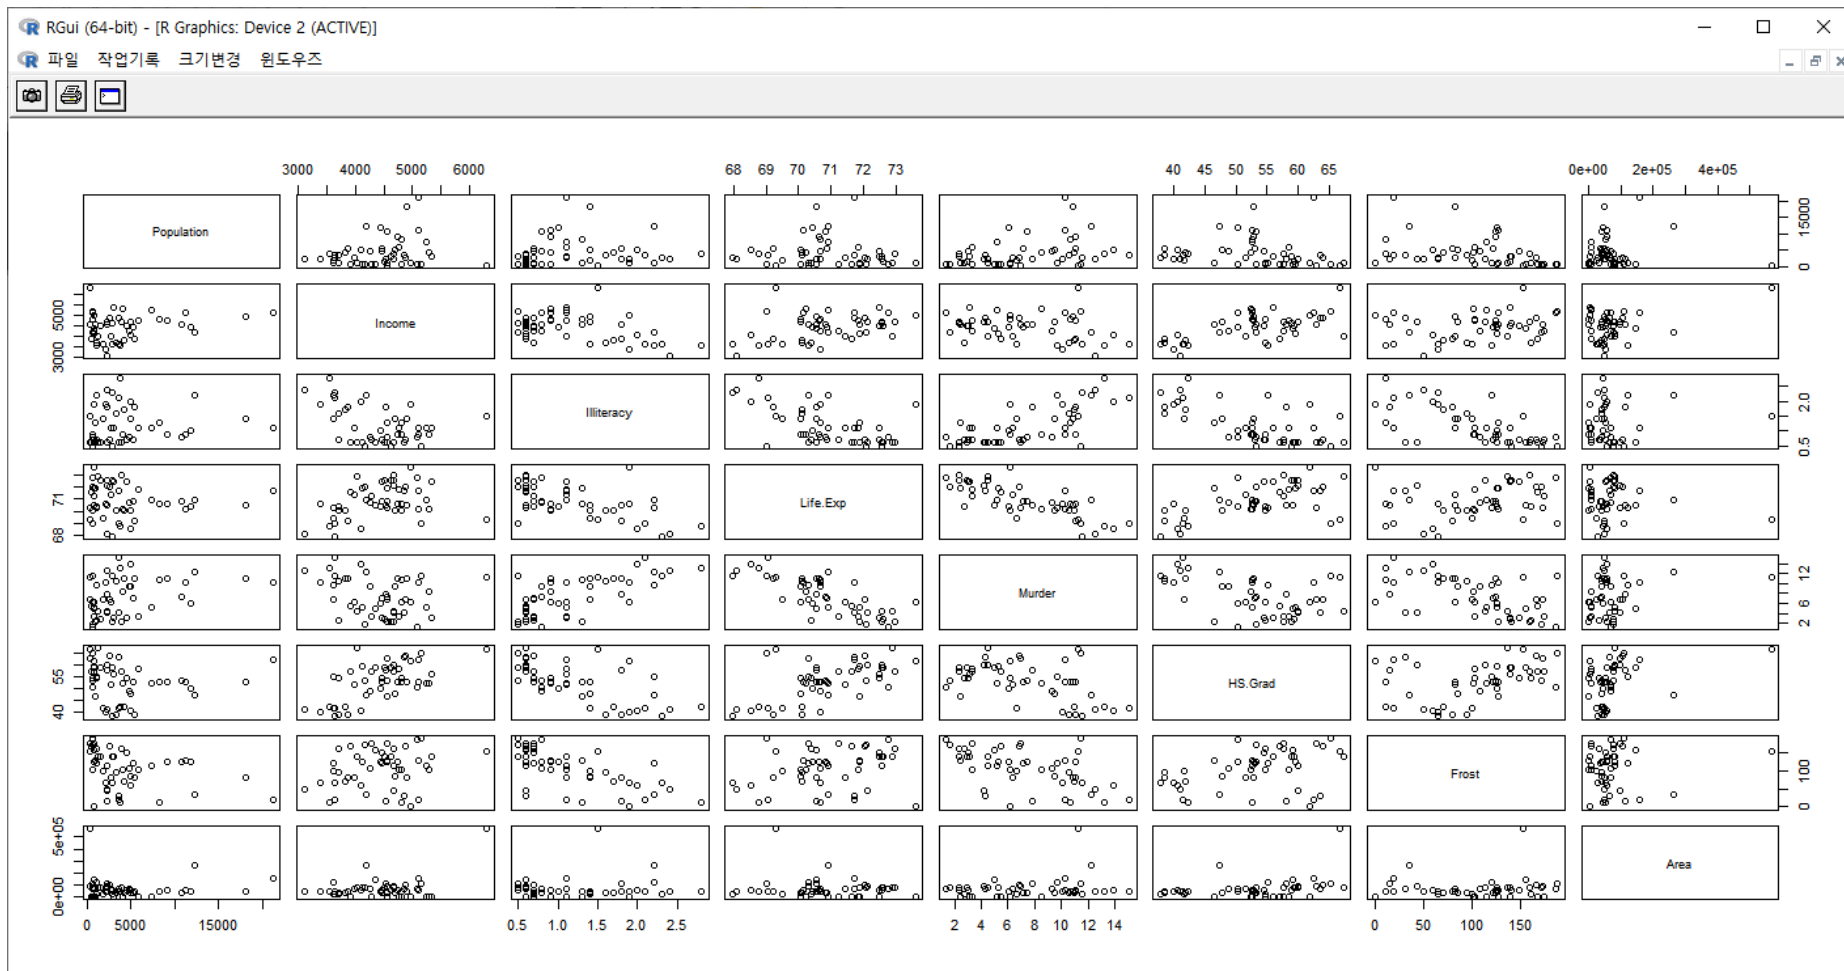 RGui (64-bit) - [R Graphics: Device 2 (ACTIVE)]
파일 작업기록 크기변경 윈도우즈
3000 4000 5000 6000 68 69 70 71 72 73 40 45 50 55 60 65 0e+00 2e+05 4e+05
Population 0 15000
3000 5000 Income
Illiteracy 0.5 2.0
68 71 Life.Exp
Murder 2 6 12
40 55 HS.Grad
Frost 0 100
0e+00 5e+05 Area
0 5000 15000 0.5 1.0 1.5 2.0 2.5 2 4 6 8 10 12 14 0 50 100 150